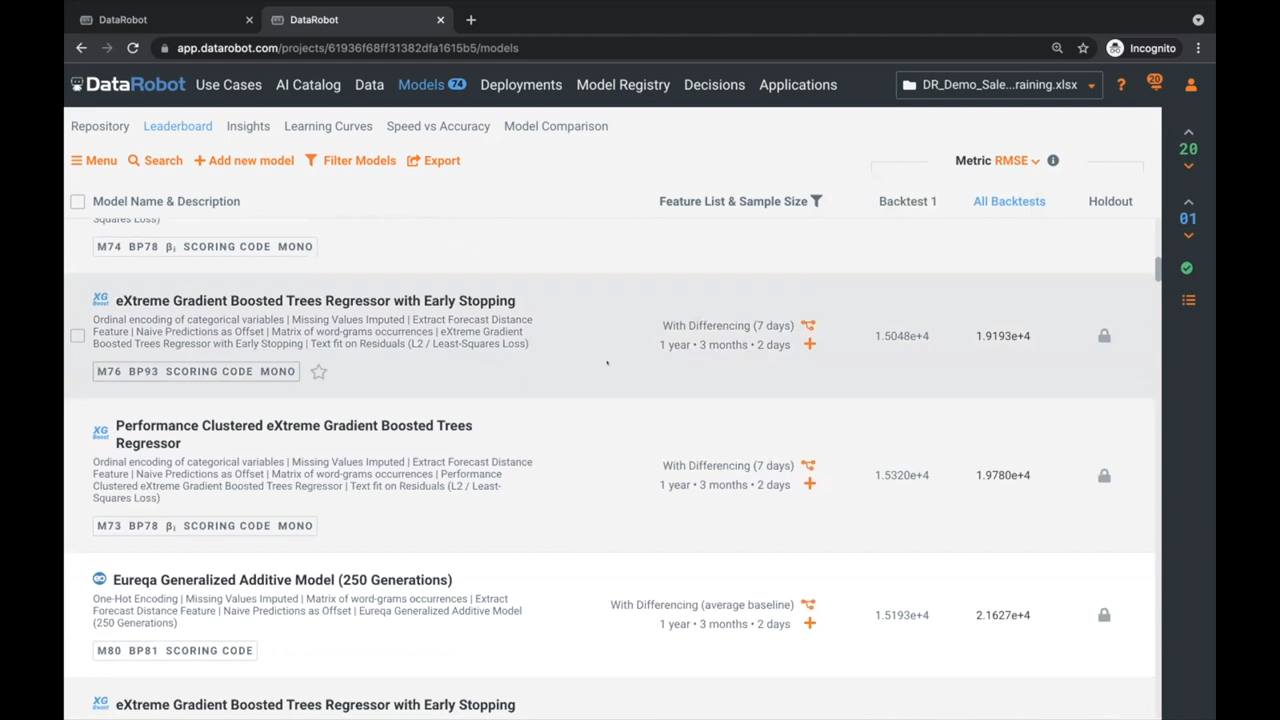 DataRobot
DataRobot
app.datarobot.com/projects/61936f68ff31382dfa1615b5/models
Incognito
DataRobot Use Cases AI Catalog Data Models 74 Deployments Model Registry Decisions Applications DR_Demo_Sale...raining.xlsx ? 20
Repository Leaderboard Insights Learning Curves Speed vs Accuracy Model Comparison
Menu Search Add new model Filter Models Export Metric RMSE
Model Name & Description Feature List & Sample Size Backtest 1 All Backtests Holdout
20
01
Squares Loss)
M74 BP78 βi SCORING CODE MONO
XG Boost eXtreme Gradient Boosted Trees Regressor with Early Stopping
Ordinal encoding of categorical variables | Missing Values Imputed | Extract Forecast Distance
Feature | Naive Predictions as Offset | Matrix of word-grams occurrences | eXtreme Gradient
Boosted Trees Regressor with Early Stopping | Text fit on Residuals (L2 / Least-Squares Loss)
With Differencing (7 days)
1 year • 3 months • 2 days
1.5048e+4 1.9193e+4
M76 BP93 SCORING CODE MONO
XG Boost Performance Clustered eXtreme Gradient Boosted Trees
Regressor
Ordinal encoding of categorical variables | Missing Values Imputed | Extract Forecast Distance
Feature | Naive Predictions as Offset | Matrix of word-grams occurrences | Performance
Clustered eXtreme Gradient Boosted Trees Regressor | Text fit on Residuals (L2 / Least-
Squares Loss)
With Differencing (7 days)
1 year • 3 months • 2 days
1.5320e+4 1.9780e+4
M73 BP78 βi SCORING CODE MONO
Eureqa Generalized Additive Model (250 Generations)
One-Hot Encoding | Missing Values Imputed | Matrix of word-grams occurrences | Extract
Forecast Distance Feature | Naive Predictions as Offset | Eureqa Generalized Additive Model
(250 Generations)
With Differencing (average baseline)
1 year • 3 months • 2 days
1.5193e+4 2.1627e+4
M80 BP81 SCORING CODE
XG Boost eXtreme Gradient Boosted Trees Regressor with Early Stopping